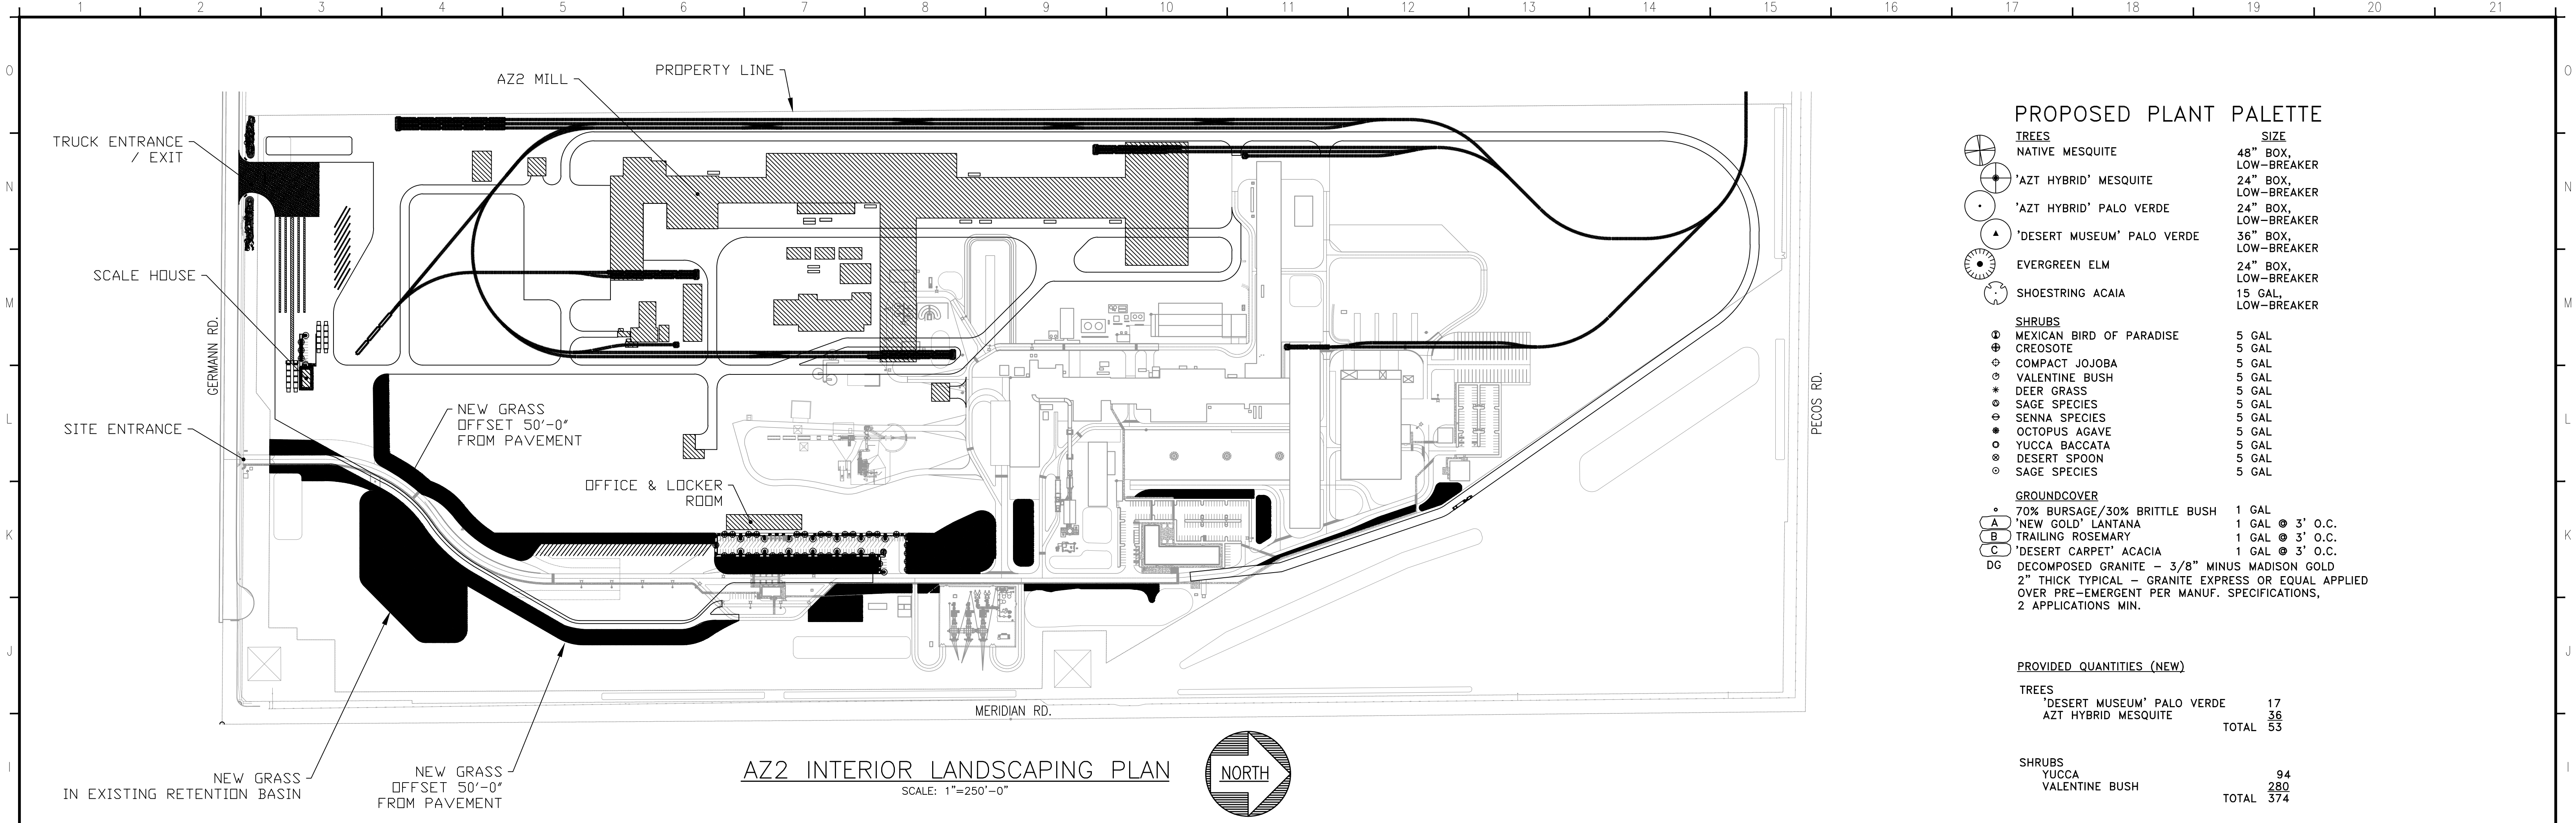 1 2 3 4 5 6 7 8 9 10 11 12 13 14 15 16 17 18 19 20 21
O
N
M
L
K
J
I
O
N
M
L
K
J
I
PROPERTY LINE
AZ2 MILL
TRUCK ENTRANCE
/ EXIT
SCALE HOUSE
GERMANN RD.
SITE ENTRANCE
NEW GRASS
OFFSET 50'-0"
FROM PAVEMENT
OFFICE & LOCKER
ROOM
PECOS RD.
MERIDIAN RD.
NEW GRASS
IN EXISTING RETENTION BASIN
NEW GRASS
OFFSET 50'-0"
FROM PAVEMENT
AZ2 INTERIOR LANDSCAPING PLAN
SCALE: 1"=250'-0"
NORTH
PROPOSED PLANT PALETTE
TREES SIZE
NATIVE MESQUITE 48" BOX,
LOW-BREAKER
'AZT HYBRID' MESQUITE 24" BOX,
LOW-BREAKER
'AZT HYBRID' PALO VERDE 24" BOX,
LOW-BREAKER
'DESERT MUSEUM' PALO VERDE 36" BOX,
LOW-BREAKER
EVERGREEN ELM 24" BOX,
LOW-BREAKER
SHOESTRING ACAIA 15 GAL,
LOW-BREAKER
SHRUBS
MEXICAN BIRD OF PARADISE 5 GAL
CREOSOTE 5 GAL
COMPACT JOJOBA 5 GAL
VALENTINE BUSH 5 GAL
DEER GRASS 5 GAL
SAGE SPECIES 5 GAL
SENNA SPECIES 5 GAL
OCTOPUS AGAVE 5 GAL
YUCCA BACCATA 5 GAL
DESERT SPOON 5 GAL
SAGE SPECIES 5 GAL
GROUNDCOVER
70% BURSAGE/30% BRITTLE BUSH 1 GAL
A 'NEW GOLD' LANTANA 1 GAL @ 3' O.C.
B TRAILING ROSEMARY 1 GAL @ 3' O.C.
C 'DESERT CARPET' ACACIA 1 GAL @ 3' O.C.
DG DECOMPOSED GRANITE - 3/8" MINUS MADISON GOLD
2" THICK TYPICAL - GRANITE EXPRESS OR EQUAL APPLIED
OVER PRE-EMERGENT PER MANUF. SPECIFICATIONS,
2 APPLICATIONS MIN.
PROVIDED QUANTITIES (NEW)
TREES
'DESERT MUSEUM' PALO VERDE 17
AZT HYBRID MESQUITE 36
TOTAL 53
SHRUBS
YUCCA 94
VALENTINE BUSH 280
TOTAL 374